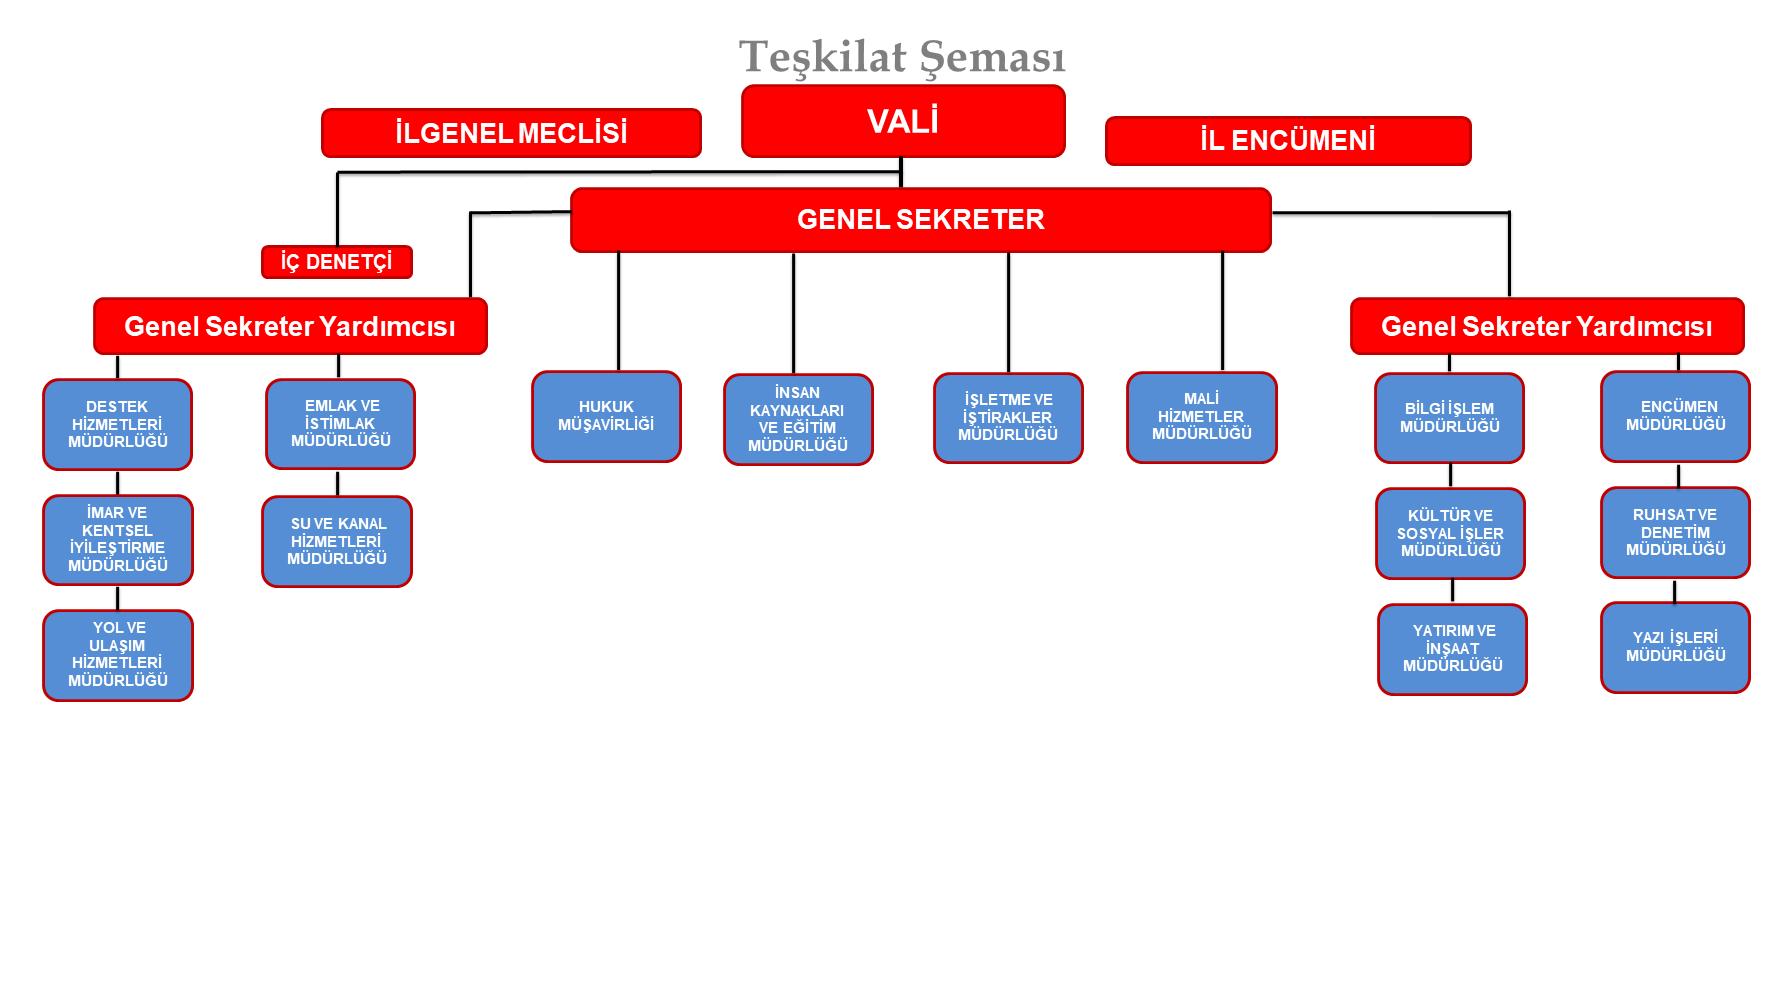 Teşkilat Şeması
VALİ
İLGENEL MECLİSİ
İL ENCÜMENİ
GENEL SEKRETER
İÇ DENETÇİ
Genel Sekreter Yardımcısı
Genel Sekreter Yardımcısı
DESTEK
HİZMETLERİ
MÜDÜRLÜĞÜ
EMLAK VE
İSTİMLAK
MÜDÜRLÜĞÜ
HUKUK
MÜŞAVİRLİĞİ
İNSAN
KAYNAKLARI
VE EĞİTİM
MÜDÜRLÜĞÜ
İŞLETME VE
İŞTİRAKLER
MÜDÜRLÜĞÜ
MALİ
HİZMETLER
MÜDÜRLÜĞÜ
BİLGİ İŞLEM
MÜDÜRLÜĞÜ
ENCÜMEN
MÜDÜRLÜĞÜ
İMAR VE
KENTSEL
İYİLEŞTİRME
MÜDÜRLÜĞÜ
SU VE KANAL
HİZMETLERİ
MÜDÜRLÜĞÜ
KÜLTÜR VE
SOSYAL İŞLER
MÜDÜRLÜĞÜ
RUHSAT VE
DENETİM
MÜDÜRLÜĞÜ
YOL VE
ULAŞIM
HİZMETLERİ
MÜDÜRLÜĞÜ
YATIRIM VE
İNŞAAT
MÜDÜRLÜĞÜ
YAZI İŞLERİ
MÜDÜRLÜĞÜ